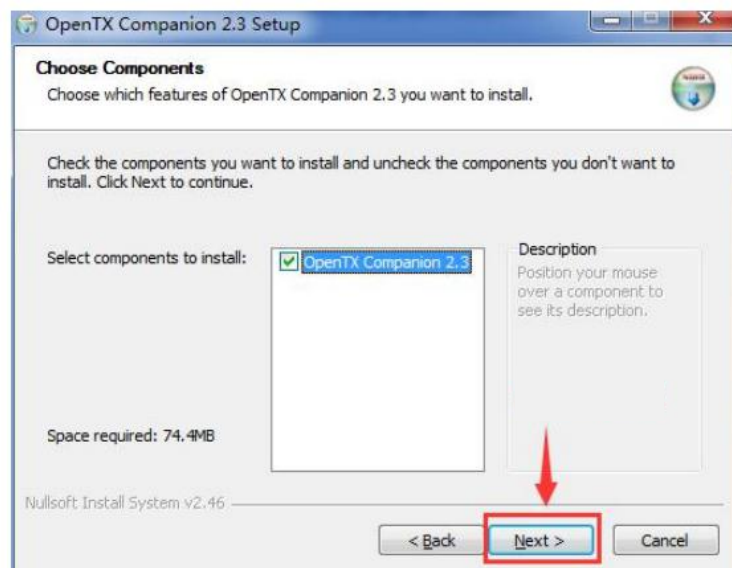 OpenTX Companion 2.3 Setup
Choose Components
Choose which features of OpenTX Companion 2.3 you want to install.
Check the components you want to install and uncheck the components you don't want to
install. Click Next to continue.
Select components to install:
OpenTX Companion 2.3
Description
Position your mouse
over a component to
see its description.
Space required: 74.4MB
Nullsoft Install System v2.46
< Back
Next >
Cancel